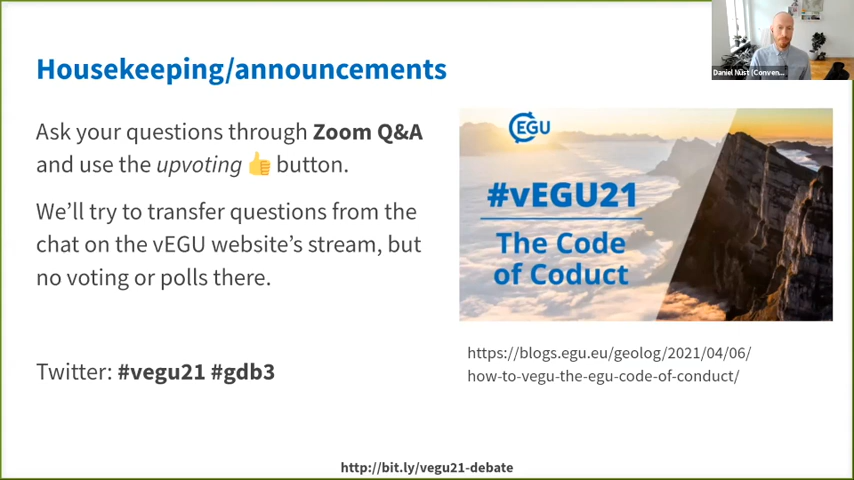 Housekeeping/announcements
Ask your questions through Zoom Q&A
and use the upvoting 👍 button.
We’ll try to transfer questions from the
chat on the vEGU website’s stream, but
no voting or polls there.
Twitter: #vegu21 #gdb3
Daniel Nüst (Conven...
EGU
#vEGU21
The Code
of Coduct
https://blogs.egu.eu/geolog/2021/04/06/
how-to-vegu-the-egu-code-of-conduct/
http://bit.ly/vegu21-debate